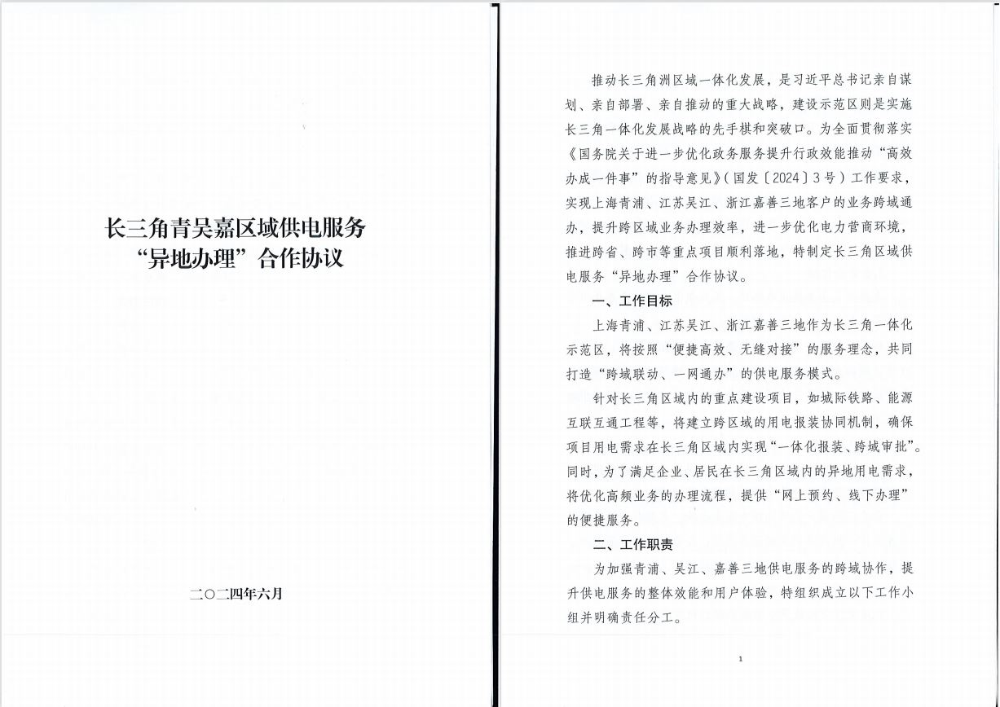 长三角青吴嘉区域供电服务
“异地办理”合作协议
二〇二四年六月
推动长三角洲区域一体化发展，是习近平总书记亲自谋
划、亲自部署、亲自推动的重大战略，建设示范区则是实施
长三角一体化发展战略的先手棋和突破口。为全面贯彻落实
《国务院关于进一步优化政务服务提升行政效能推动“高效
办成一件事”的指导意见》（国发〔2024〕3号）工作要求，
实现上海青浦、江苏吴江、浙江嘉善三地客户的业务跨域通
办，提升跨区域业务办理效率，进一步优化电力营商环境，
推进跨省、跨市等重点项目顺利落地，特制定长三角区域供
电服务“异地办理”合作协议。
一、工作目标
上海青浦、江苏吴江、浙江嘉善三地作为长三角一体化
示范区，将按照“便捷高效、无缝对接”的服务理念，共同
打造“跨域联动、一网通办”的供电服务模式。
针对长三角区域内的重点建设项目，如城际铁路、能源
互联互通工程等，将建立跨区域的用电报装协同机制，确保
项目用电需求在长三角区域内实现“一体化报装、跨域审批”。
同时，为了满足企业、居民在长三角区域内的异地用电需求，
将优化高频业务的办理流程，提供“网上预约、线下办理”
的便捷服务。
二、工作职责
为加强青浦、吴江、嘉善三地供电服务的跨域协作，提
升供电服务的整体效能和用户体验，特组织成立以下工作小
组并明确责任分工。
1